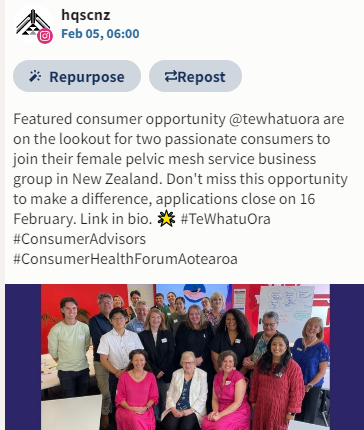 hqscnz
Feb 05, 06:00
Repurpose
Repost
Featured consumer opportunity @tewhatuora are
on the lookout for two passionate consumers to
join their female pelvic mesh service business
group in New Zealand. Don't miss this opportunity
to make a difference, applications close on 16
February. Link in bio. 🌟 #TeWhatuOra
#ConsumerAdvisors
#ConsumerHealthForumAotearoa